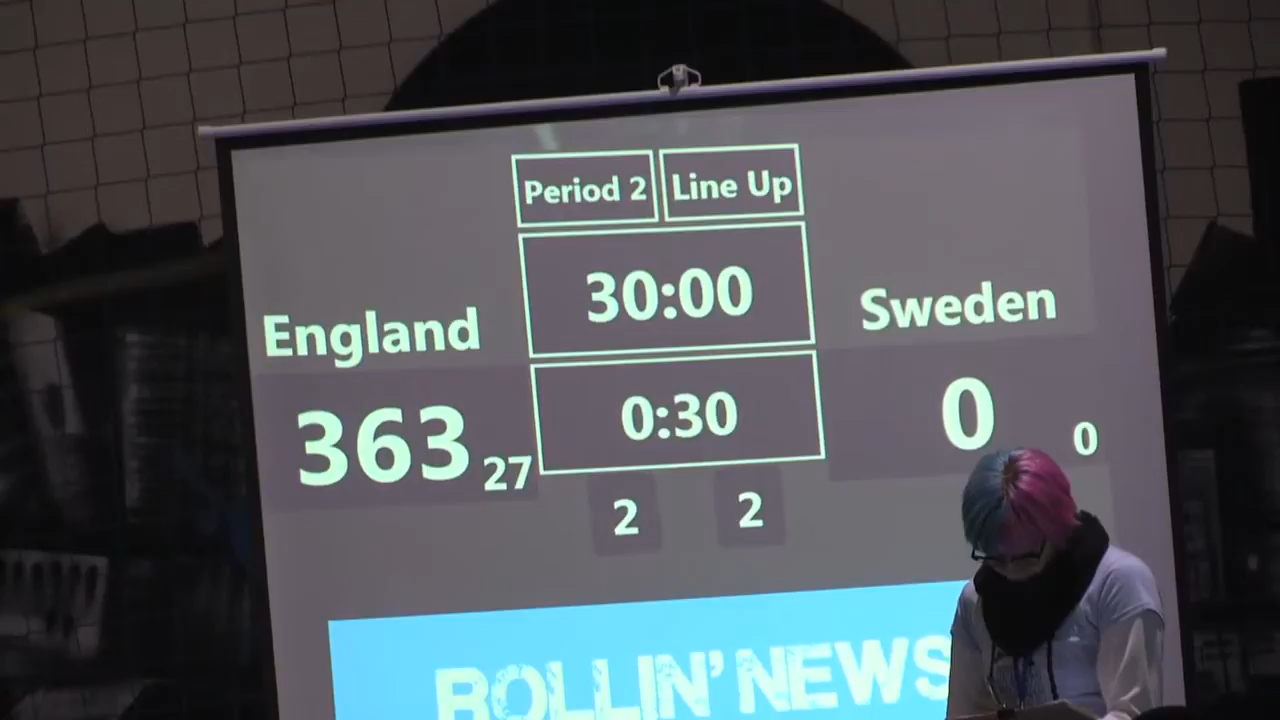 Period 2 Line Up
30:00
England Sweden
363 27 0:30 0 0
2 2
ROLLIN' NEWS